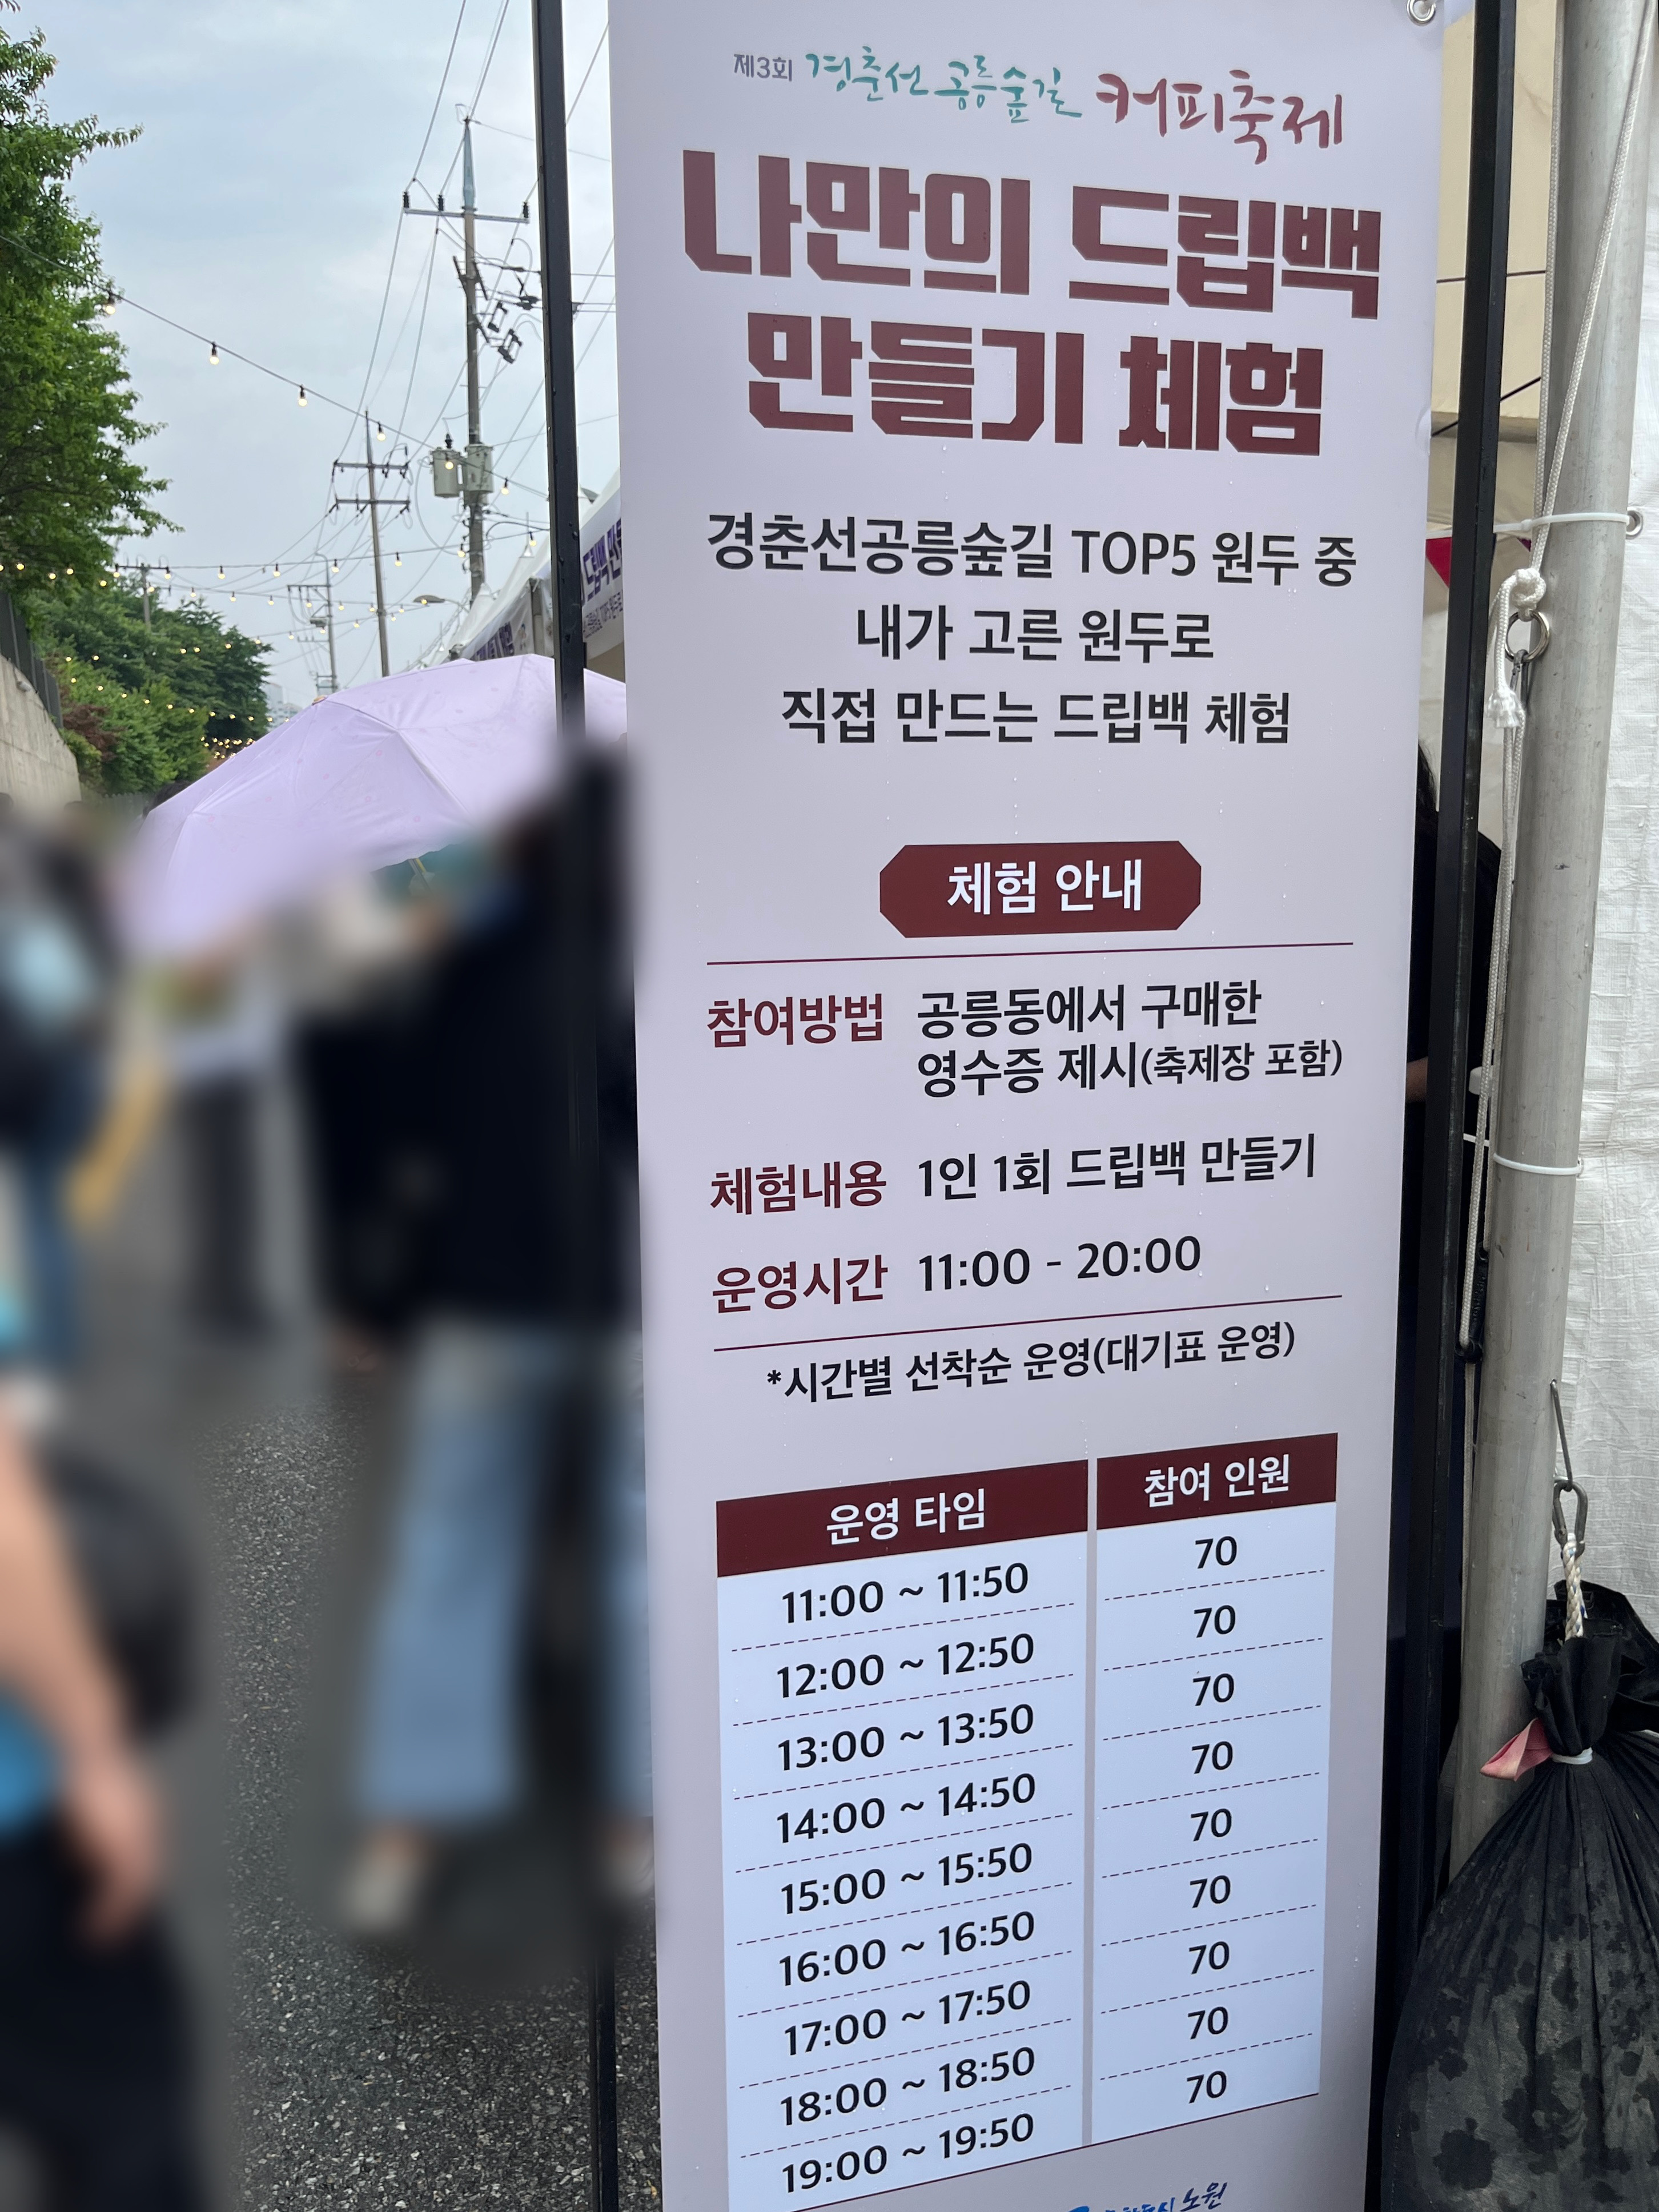 제3회 경춘선공릉숲길 커피축제
나만의 드립백
만들기 체험
경춘선공릉숲길 TOP5 원두 중
내가 고른 원두로
직접 만드는 드립백 체험
체험 안내
참여방법 공릉동에서 구매한
영수증 제시(축제장 포함)
체험내용 1인 1회 드립백 만들기
운영시간 11:00 - 20:00
*시간별 선착순 운영(대기표 운영)
운영 타임 참여 인원
11:00 ~ 11:50 70
12:00 ~ 12:50 70
13:00 ~ 13:50 70
14:00 ~ 14:50 70
15:00 ~ 15:50 70
16:00 ~ 16:50 70
17:00 ~ 17:50 70
18:00 ~ 18:50 70
19:00 ~ 19:50 70
노원